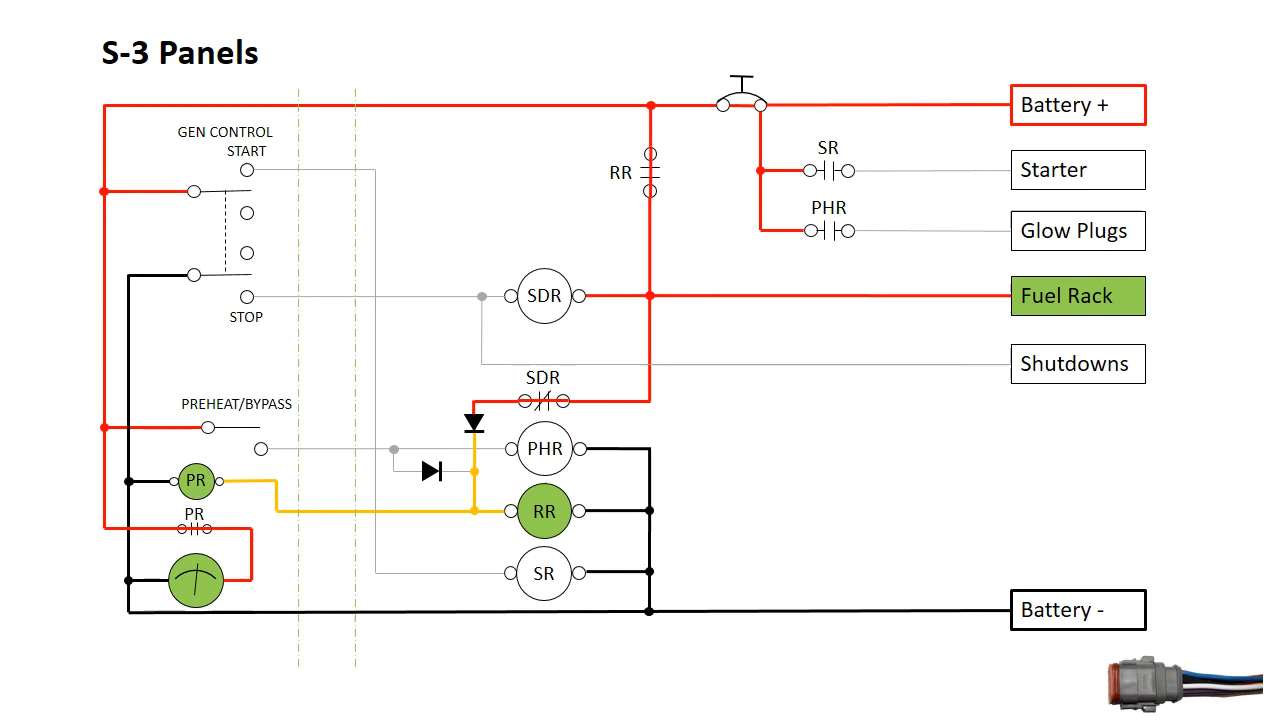 S-3 Panels
GEN CONTROL
START
STOP
PREHEAT/BYPASS
PR
PR
RR
SDR
SDR
PHR
RR
SR
SR
PHR
Battery +
Starter
Glow Plugs
Fuel Rack
Shutdowns
Battery -